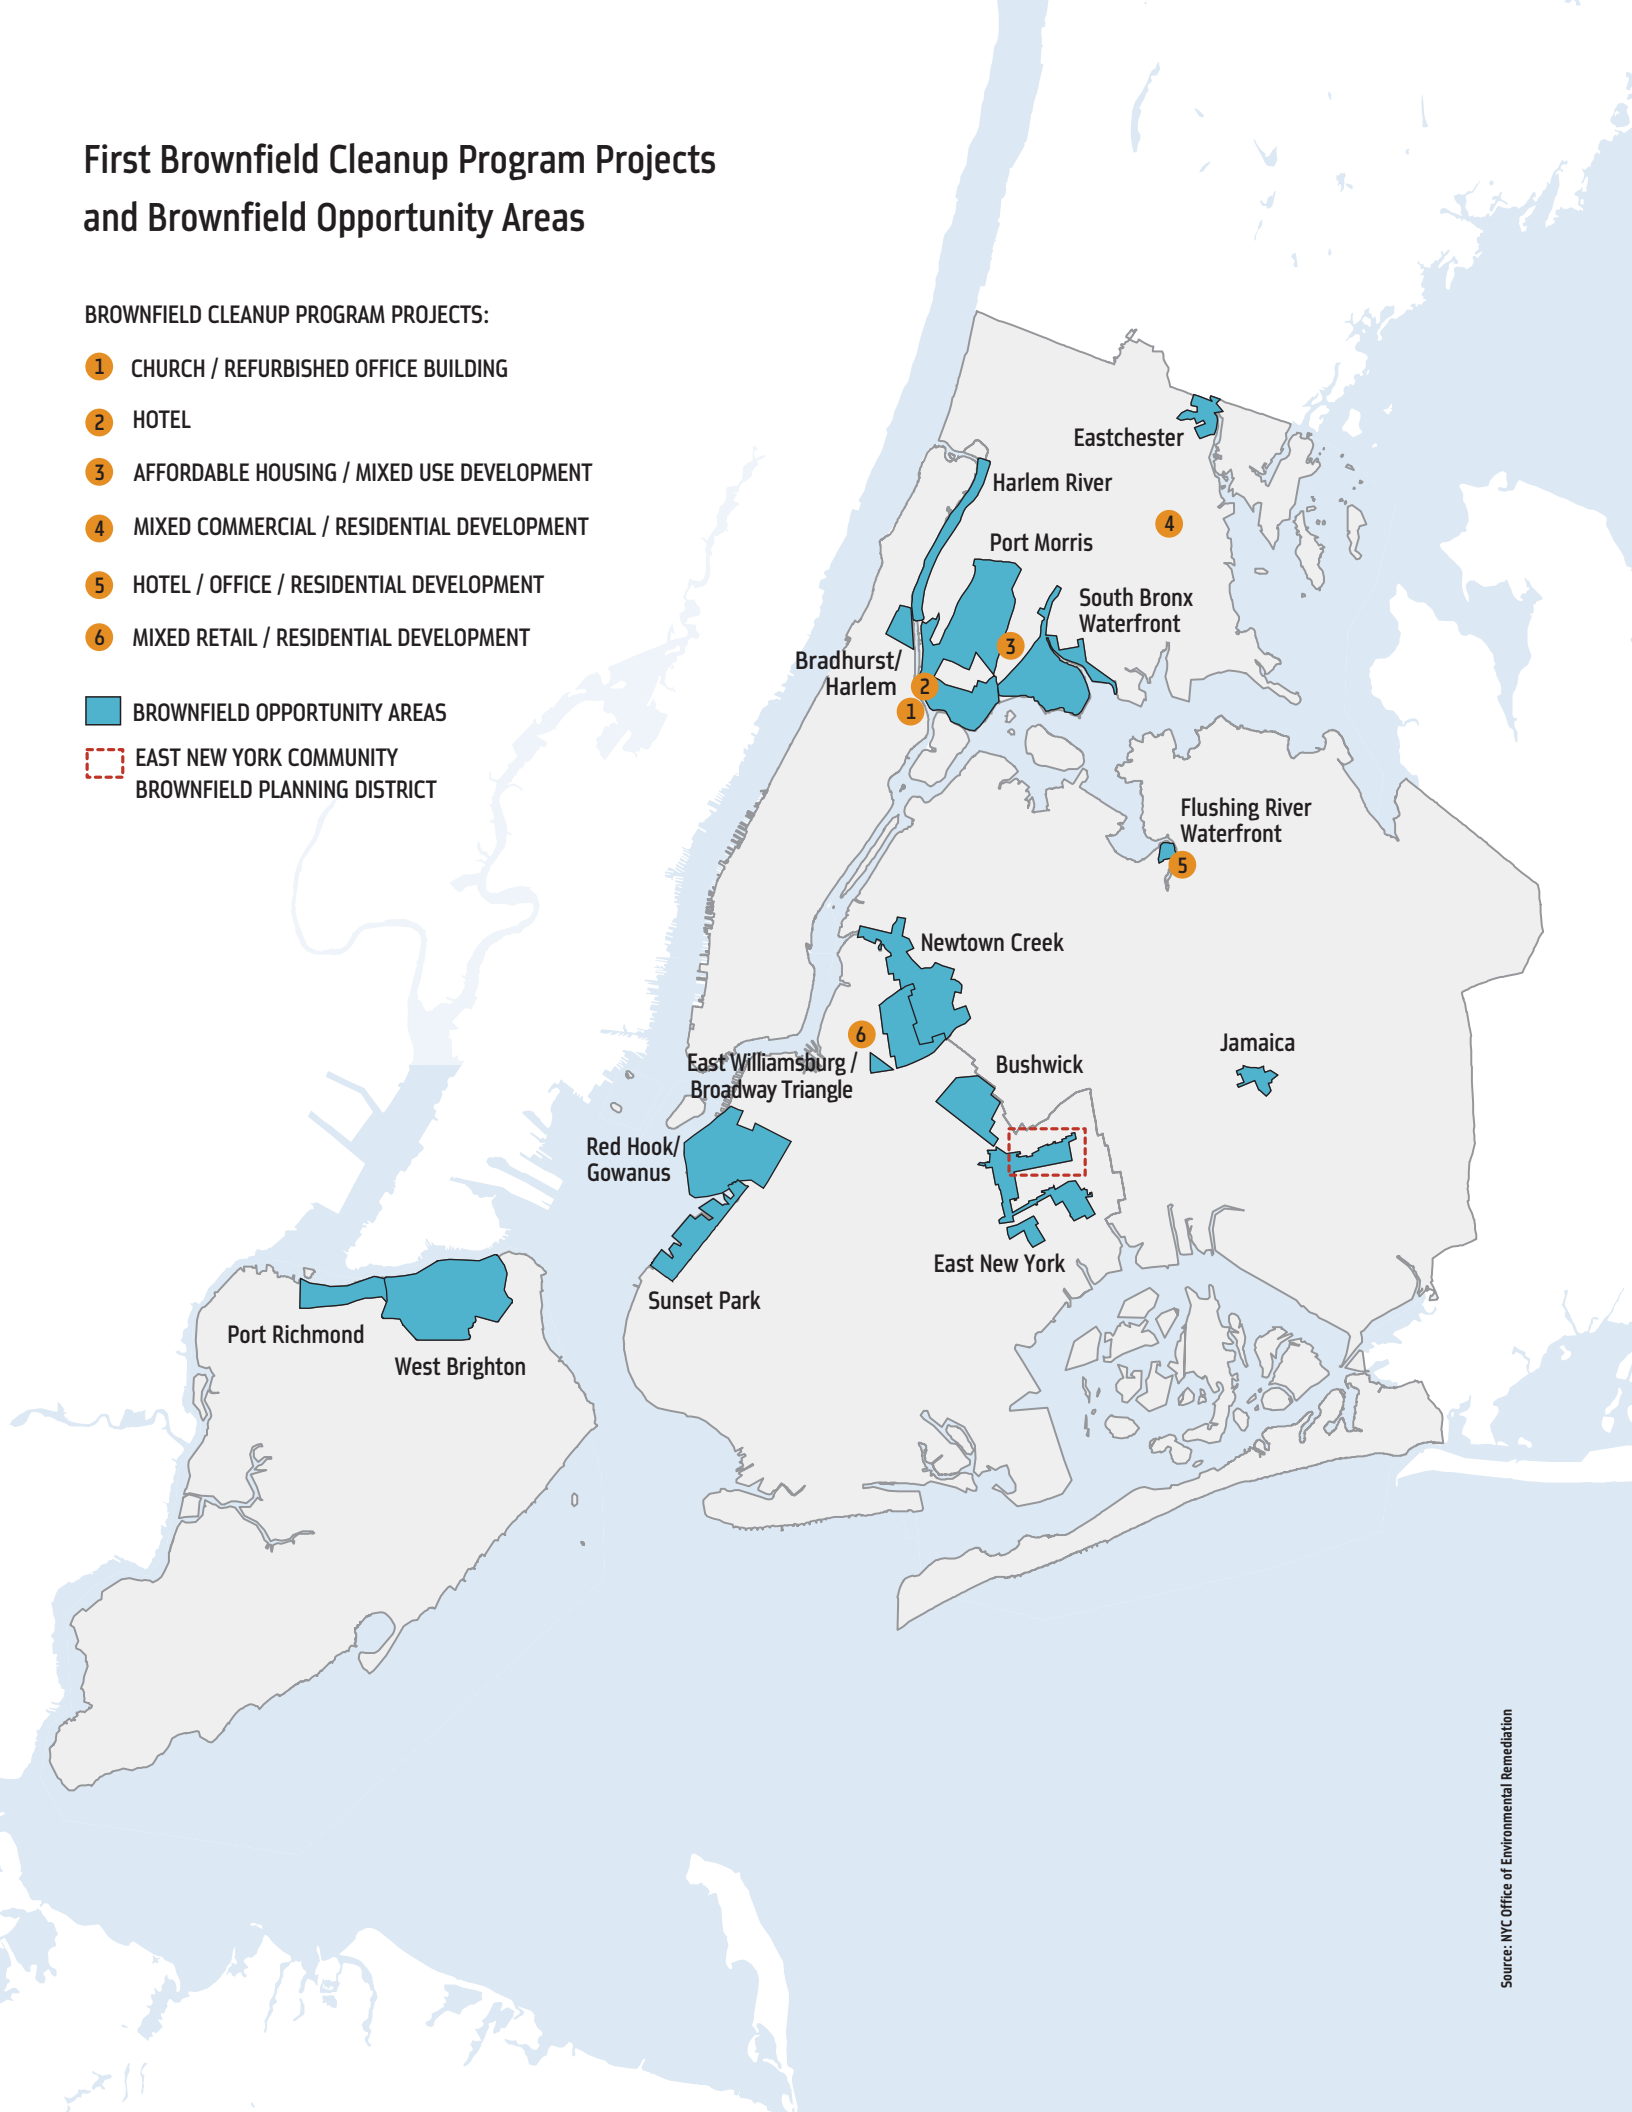 First Brownfield Cleanup Program Projects
and Brownfield Opportunity Areas
BROWNFIELD CLEANUP PROGRAM PROJECTS:
1 CHURCH / REFURBISHED OFFICE BUILDING
2 HOTEL
3 AFFORDABLE HOUSING / MIXED USE DEVELOPMENT
4 MIXED COMMERCIAL / RESIDENTIAL DEVELOPMENT
5 HOTEL / OFFICE / RESIDENTIAL DEVELOPMENT
6 MIXED RETAIL / RESIDENTIAL DEVELOPMENT
BROWNFIELD OPPORTUNITY AREAS
EAST NEW YORK COMMUNITY
BROWNFIELD PLANNING DISTRICT
Eastchester
Harlem River
4
Port Morris
South Bronx
Waterfront
3
Bradhurst/
Harlem
2
1
Flushing River
Waterfront
5
Newtown Creek
6
East Williamsburg /
Broadway Triangle
Jamaica
Bushwick
Red Hook/
Gowanus
East New York
Sunset Park
Port Richmond
West Brighton
Source: NYC Office of Environmental Remediation